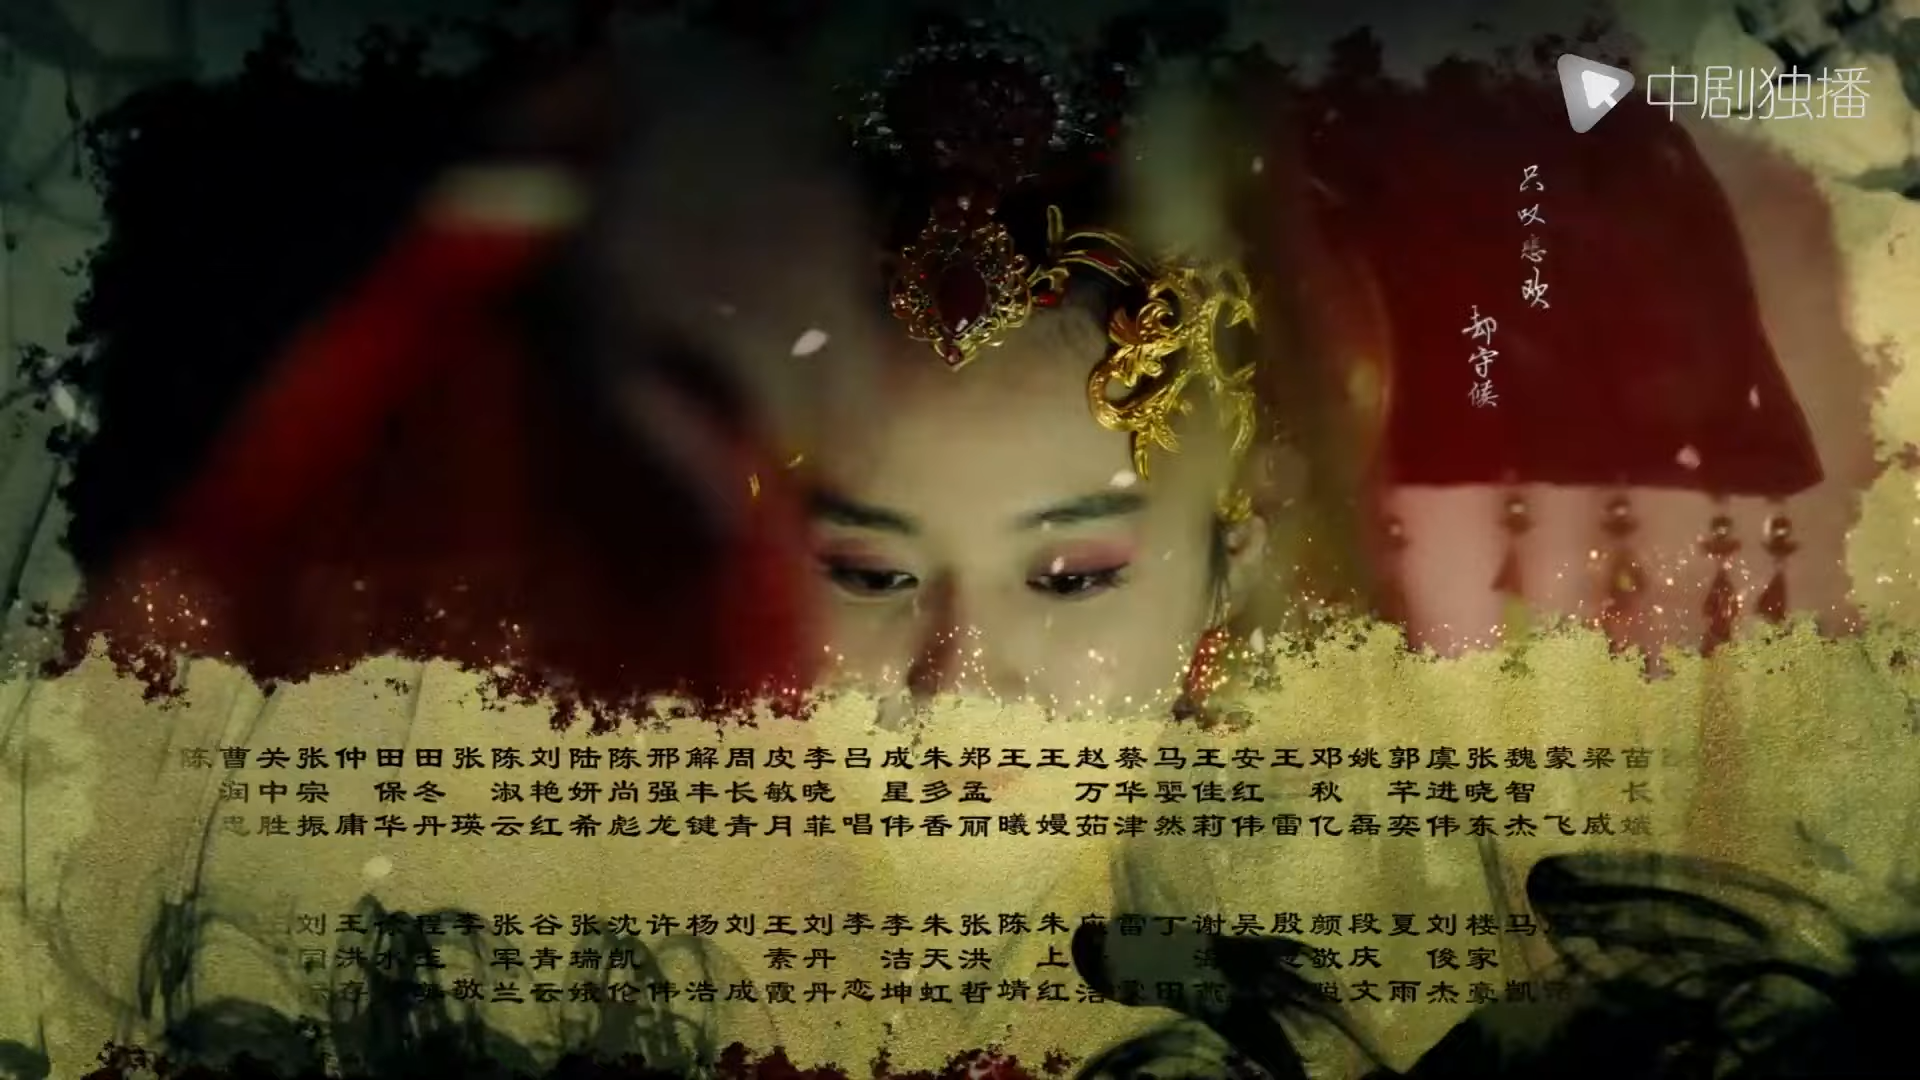 中剧独播
只叹悲欢
却守候
苗长
梁威
蒙飞
魏智杰
张晓东
虞进伟
郭芊奕
姚磊
邓秋亿
王雷
安红伟
王佳莉
马婴然
蔡华津
赵万茹
王嫚
王曦
郑孟丽
朱多香
成星伟
吕唱
李晓菲
皮敏月
周长青
解丰键
邢强龙
陈尚彪
陆妍希
刘艳红
陈淑云
张瑛
田冬丹
田保华
仲庸
张宗振
关中胜
曹润忠
陈
马凯
楼家豪
刘俊杰
夏雨
段庆文
颜敬聪
殷
吴
谢燕
丁田
雷
朱上红
陈靖
张洪哲
朱天虹
李洁坤
李恋
刘丹丹
王素霞
刘成
杨浩
许伟
沈凯伦
张瑞娥
谷青云
张军兰
李敬
程
徐水
王洪存
刘